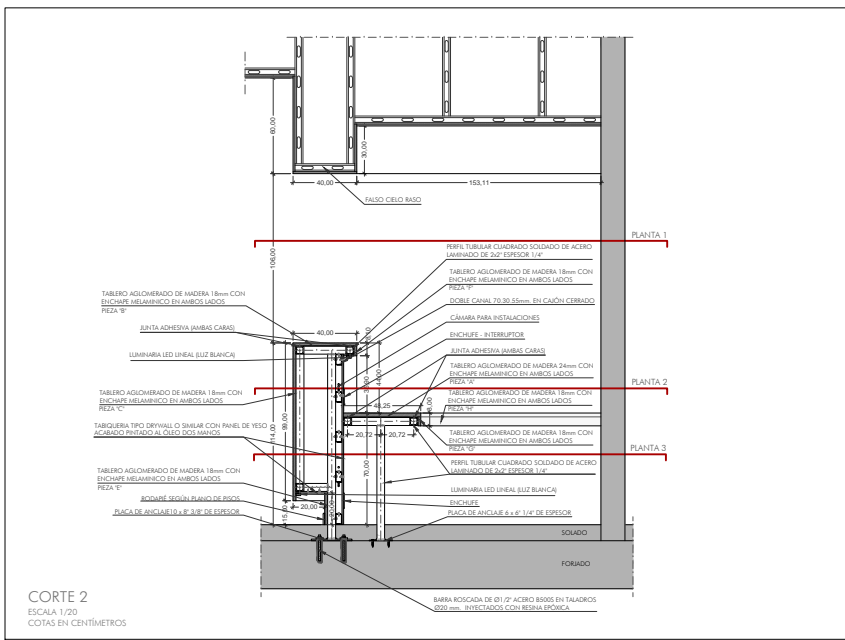 60,00
30,00
40,00
153,11
FALSO CIELO RASO
PLANTA 1
106,00
PERFIL TUBULAR CUADRADO SOLDADO DE ACERO
LAMINADO DE 2x2" ESPESOR 1/4"
TABLERO AGLOMERADO DE MADERA 18mm CON
ENCHAPE MELAMINICO EN AMBOS LADOS
PIEZA "F"
TABLERO AGLOMERADO DE MADERA 18mm CON
ENCHAPE MELAMINICO EN AMBOS LADOS
PIEZA "B"
DOBLE CANAL 70.30.55mm. EN CAJÓN CERRADO
CÁMARA PARA INSTALACIONES
JUNTA ADHESIVA (AMBAS CARAS)
40,00
ENCHUFE - INTERRUPTOR
LUMINARIA LED LINEAL (LUZ BLANCA)
JUNTA ADHESIVA (AMBAS CARAS)
TABLERO AGLOMERADO DE MADERA 24mm CON
ENCHAPE MELAMINICO EN AMBOS LADOS
PIEZA "A"
PLANTA 2
44,00
TABLERO AGLOMERADO DE MADERA 18mm CON
ENCHAPE MELAMINICO EN AMBOS LADOS
PIEZA "C"
TABLERO AGLOMERADO DE MADERA 18mm CON
ENCHAPE MELAMINICO EN AMBOS LADOS
PIEZA "H"
48,25
8,00
99,00
114,00
TABIQUERIA TIPO DRYWALL O SIMILAR CON PANEL DE YESO
ACABADO PINTADO AL ÓLEO DOS MANOS
20,72
20,72
TABLERO AGLOMERADO DE MADERA 18mm CON
ENCHAPE MELAMINICO EN AMBOS LADOS
PIEZA "G"
PLANTA 3
70,00
PERFIL TUBULAR CUADRADO SOLDADO DE ACERO
LAMINADO DE 2x2" ESPESOR 1/4"
TABLERO AGLOMERADO DE MADERA 18mm CON
ENCHAPE MELAMINICO EN AMBOS LADOS
PIEZA "E"
LUMINARIA LED LINEAL (LUZ BLANCA)
RODAPIÉ SEGÚN PLANO DE PISOS
20,00
ENCHUFE
15,00
PLACA DE ANCLAJE10 x 8" 3/8" DE ESPESOR
PLACA DE ANCLAJE 6 x 6" 1/4" DE ESPESOR
SOLADO
FORJADO
CORTE 2
ESCALA 1/20
COTAS EN CENTÍMETROS
BARRA ROSCADA DE Ø1/2" ACERO B500S EN TALADROS
Ø20 mm. INYECTADOS CON RESINA EPÓXICA